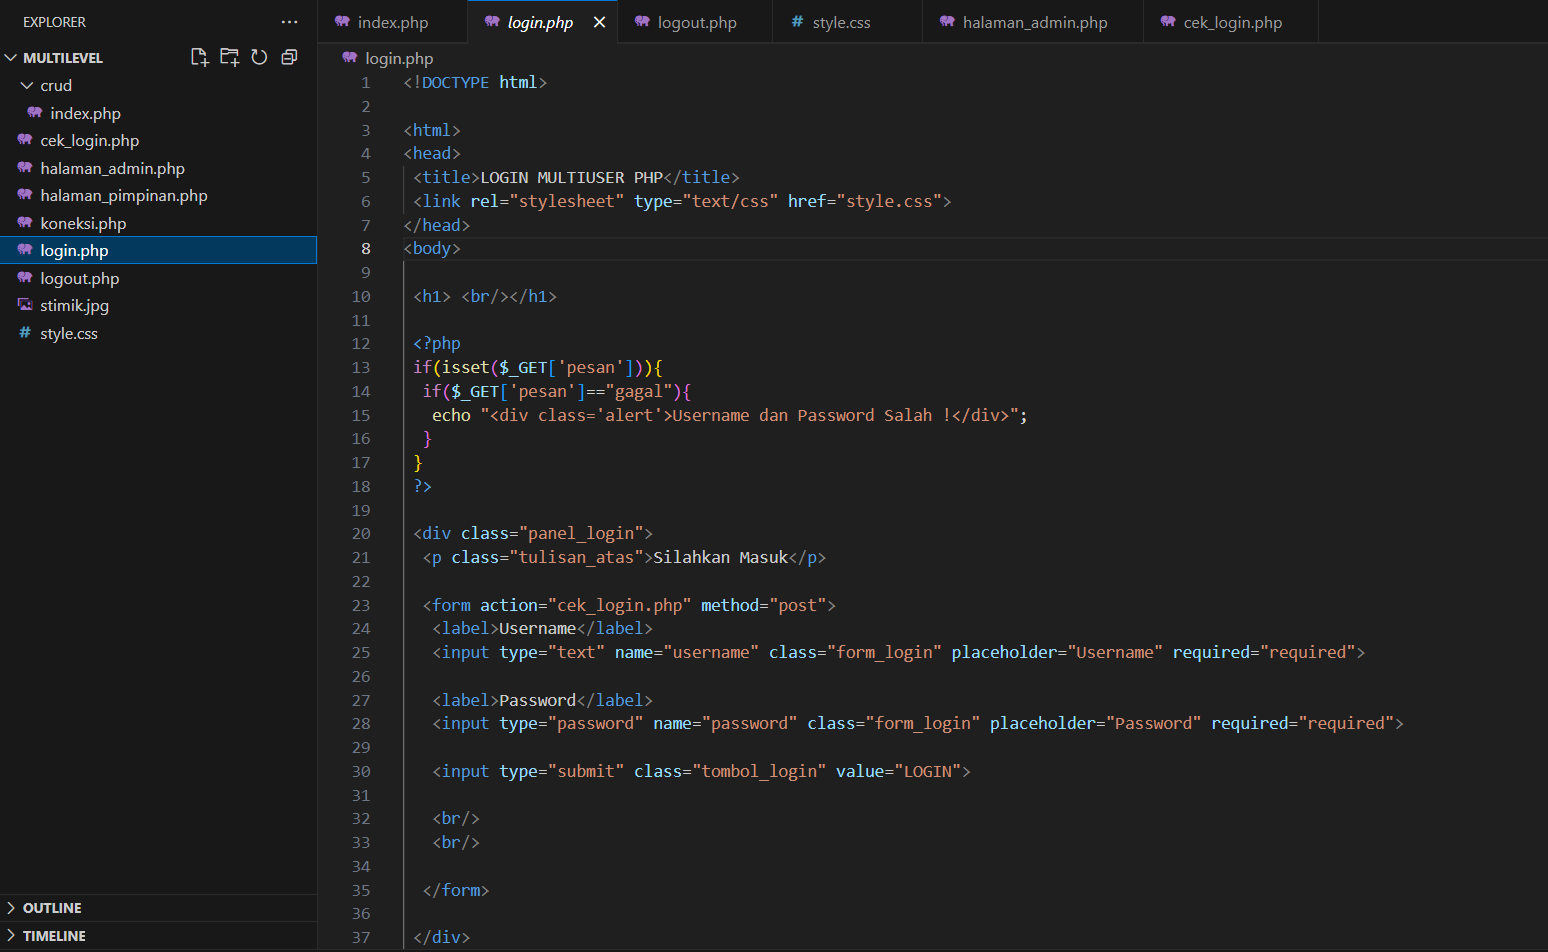 EXPLORER
MULTILEVEL
crud
index.php
cek_login.php
halaman_admin.php
halaman_pimpinan.php
koneksi.php
login.php
logout.php
stimik.jpg
# style.css
OUTLINE
TIMELINE
index.php login.php logout.php # style.css halaman_admin.php cek_login.php
login.php
1 <!DOCTYPE html>
2
3 <html>
4 <head>
5 <title>LOGIN MULTIUSER PHP</title>
6 <link rel="stylesheet" type="text/css" href="style.css">
7 </head>
8 <body>
9
10 <h1> <br/></h1>
11
12 <?php
13 if(isset($_GET['pesan'])){
14 if($_GET['pesan']=="gagal"){
15 echo "<div class='alert'>Username dan Password Salah !</div>";
16 }
17 }
18 ?>
19
20 <div class="panel_login">
21 <p class="tulisan_atas">Silahkan Masuk</p>
22
23 <form action="cek_login.php" method="post">
24 <label>Username</label>
25 <input type="text" name="username" class="form_login" placeholder="Username" required="required">
26
27 <label>Password</label>
28 <input type="password" name="password" class="form_login" placeholder="Password" required="required">
29
30 <input type="submit" class="tombol_login" value="LOGIN">
31
32 <br/>
33 <br/>
34
35 </form>
36
37 </div>